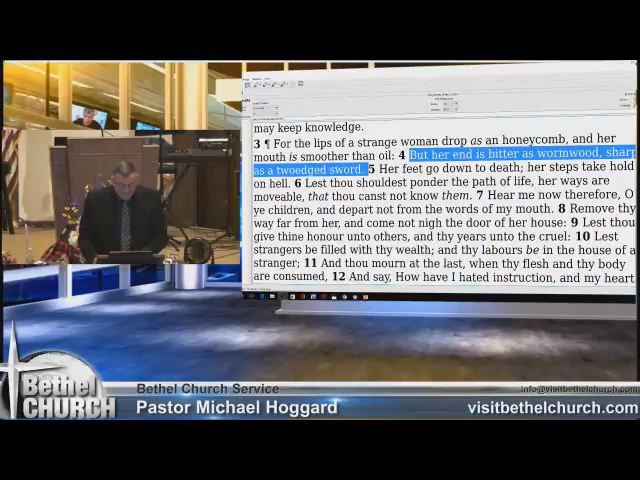 may keep knowledge.
3 ¶ For the lips of a strange woman drop as an honeycomb, and her
mouth is smoother than oil: 4 But her end is bitter as wormwood, sharp
as a twoedged sword. 5 Her feet go down to death; her steps take hold
on hell. 6 Lest thou shouldest ponder the path of life, her ways are
moveable, that thou canst not know them. 7 Hear me now therefore, O
ye children, and depart not from the words of my mouth. 8 Remove thy
way far from her, and come not nigh the door of her house: 9 Lest thou
give thine honour unto others, and thy years unto the cruel: 10 Lest
strangers be filled with thy wealth; and thy labours be in the house of a
stranger; 11 And thou mourn at the last, when thy flesh and thy body
are consumed, 12 And say, How have I hated instruction, and my heart
Bethel
CHURCH
Bethel Church Service
info@visitbethelchurch.com
Pastor Michael Hoggard
visitbethelchurch.com